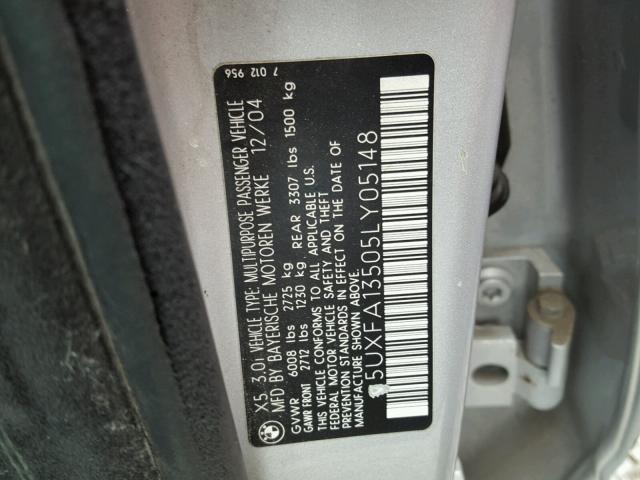 7 012 956
X5 3.0i VEHICLE TYPE: MULTIPURPOSE PASSENGER VEHICLE
MFD BY BAYERISCHE MOTOREN WERKE 12/04
GVWR 6008 lbs 2725 kg
GAWR FRONT 2712 lbs 1230 kg REAR 3307 lbs 1500 kg
THIS VEHICLE CONFORMS TO ALL APPLICABLE U.S.
FEDERAL MOTOR VEHICLE SAFETY AND THEFT
PREVENTION STANDARDS IN EFFECT ON THE DATE OF
MANUFACTURE SHOWN ABOVE.
5UXFA13505LY05148